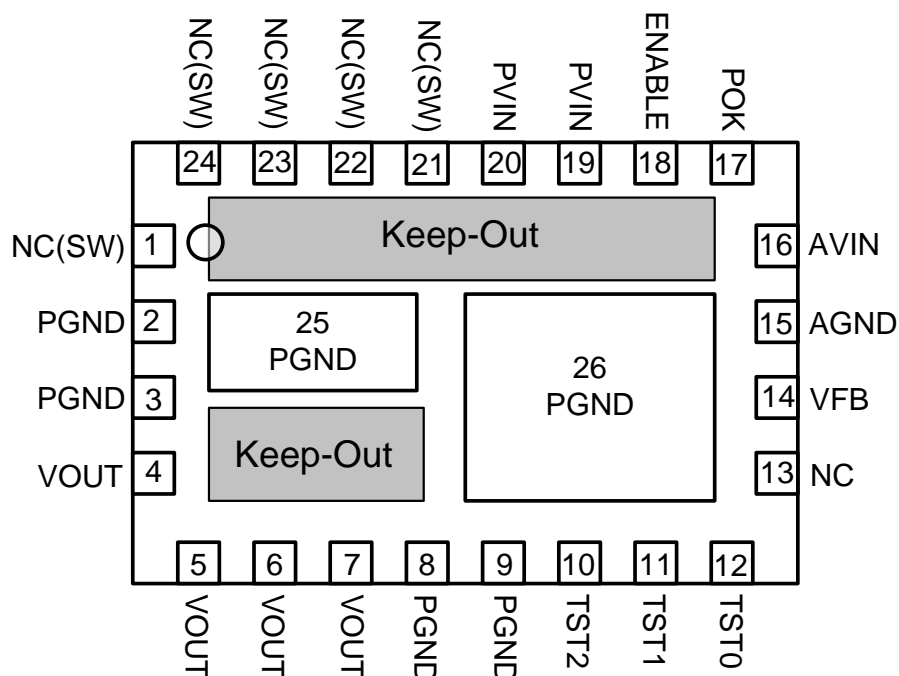 NC(SW)
NC(SW)
NC(SW)
NC(SW)
PVIN
PVIN
ENABLE
POK
24
23
22
21
20
19
18
17
NC(SW)
1
Keep-Out
16
AVIN
PGND
2
25
PGND
15
AGND
PGND
3
26
PGND
14
VFB
VOUT
4
Keep-Out
13
NC
5
6
7
8
9
10
11
12
VOUT
VOUT
VOUT
PGND
PGND
TST2
TST1
TST0